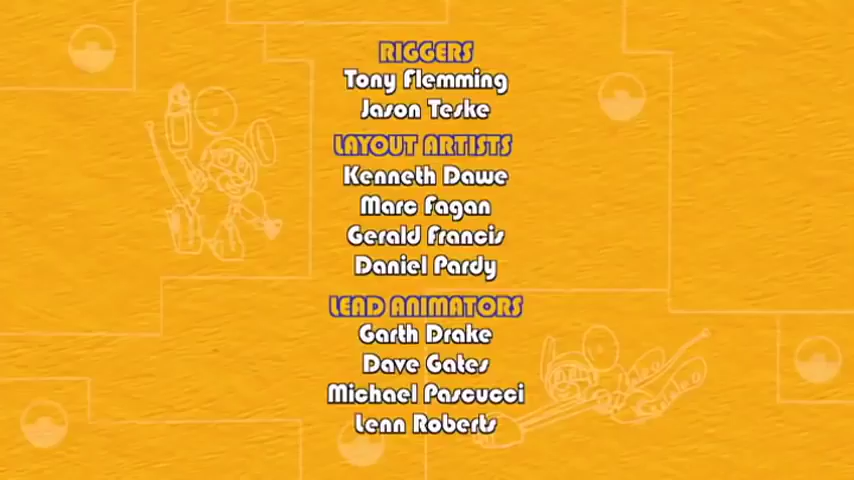 RIGGERS
Tony Flemming
Jason Teske
LAYOUT ARTISTS
Kenneth Dawe
Marc Fagan
Gerald Francis
Daniel Pardy
LEAD ANIMATORS
Garth Drake
Dave Gates
Michael Pascucci
Lenn Roberts